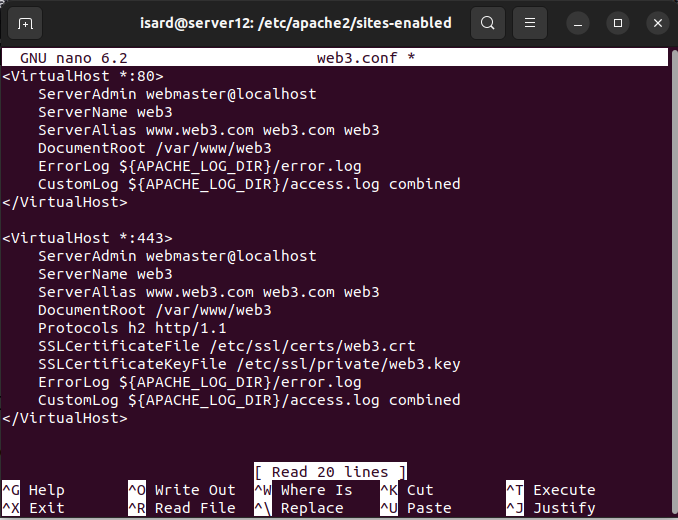 isard@server12: /etc/apache2/sites-enabled
GNU nano 6.2 web3.conf *
<VirtualHost *:80>
    ServerAdmin webmaster@localhost
    ServerName web3
    ServerAlias www.web3.com web3.com web3
    DocumentRoot /var/www/web3
    ErrorLog ${APACHE_LOG_DIR}/error.log
    CustomLog ${APACHE_LOG_DIR}/access.log combined
</VirtualHost>

<VirtualHost *:443>
    ServerAdmin webmaster@localhost
    ServerName web3
    ServerAlias www.web3.com web3.com web3
    DocumentRoot /var/www/web3
    Protocols h2 http/1.1
    SSLCertificateFile /etc/ssl/certs/web3.crt
    SSLCertificateKeyFile /etc/ssl/private/web3.key
    ErrorLog ${APACHE_LOG_DIR}/error.log
    CustomLog ${APACHE_LOG_DIR}/access.log combined
</VirtualHost>

[ Read 20 lines ]
^G Help ^O Write Out ^W Where Is ^K Cut ^T Execute
^X Exit ^R Read File ^\ Replace ^U Paste ^J Justify